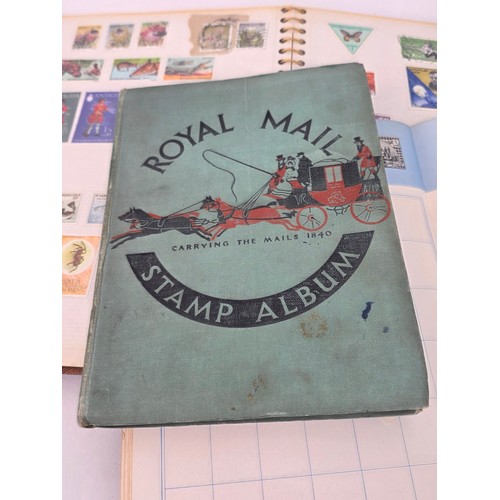 ROYAL MAIL
CARRYING THE MAILS 1840
STAMP ALBUM